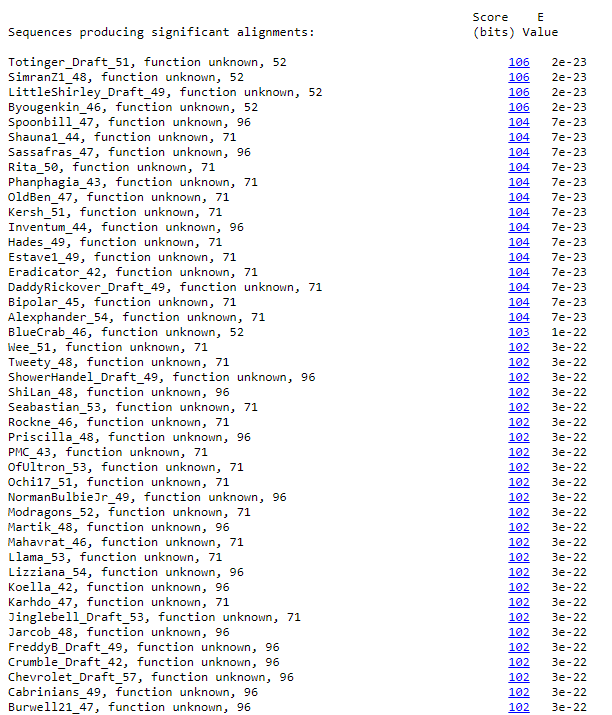 Score E
Sequences producing significant alignments: (bits) Value
Totinger_Draft_51, function unknown, 52 106 2e-23
SimranZ1_48, function unknown, 52 106 2e-23
LittleShirley_Draft_49, function unknown, 52 106 2e-23
Byougenkin_46, function unknown, 52 106 2e-23
Spoonbill_47, function unknown, 96 104 7e-23
Shauna1_44, function unknown, 71 104 7e-23
Sassafras_47, function unknown, 96 104 7e-23
Rita_50, function unknown, 71 104 7e-23
Phanphagia_43, function unknown, 71 104 7e-23
OldBen_47, function unknown, 71 104 7e-23
Kersh_51, function unknown, 71 104 7e-23
Inventum_44, function unknown, 96 104 7e-23
Hades_49, function unknown, 71 104 7e-23
Estave1_49, function unknown, 71 104 7e-23
Eradicator_42, function unknown, 71 104 7e-23
DaddyRickover_Draft_49, function unknown, 71 104 7e-23
Bipolar_45, function unknown, 71 104 7e-23
Alexphander_54, function unknown, 71 104 7e-23
BlueCrab_46, function unknown, 52 103 1e-22
Wee_51, function unknown, 71 102 3e-22
Tweety_48, function unknown, 71 102 3e-22
ShowerHandel_Draft_49, function unknown, 96 102 3e-22
ShiLan_48, function unknown, 96 102 3e-22
Seabastian_53, function unknown, 71 102 3e-22
Rockne_46, function unknown, 71 102 3e-22
Priscilla_48, function unknown, 96 102 3e-22
PMC_43, function unknown, 71 102 3e-22
OfUltron_53, function unknown, 71 102 3e-22
Ochi17_51, function unknown, 71 102 3e-22
NormanBulbieJr_49, function unknown, 96 102 3e-22
Modragons_52, function unknown, 71 102 3e-22
Martik_48, function unknown, 96 102 3e-22
Mahavrat_46, function unknown, 71 102 3e-22
Llama_53, function unknown, 71 102 3e-22
Lizziana_54, function unknown, 96 102 3e-22
Koella_42, function unknown, 96 102 3e-22
Karhdo_47, function unknown, 71 102 3e-22
Jinglebell_Draft_53, function unknown, 71 102 3e-22
Jarcob_48, function unknown, 96 102 3e-22
FreddyB_Draft_49, function unknown, 96 102 3e-22
Crumble_Draft_42, function unknown, 96 102 3e-22
Chevrolet_Draft_57, function unknown, 96 102 3e-22
Cabrinians_49, function unknown, 96 102 3e-22
Burwell21_47, function unknown, 96 102 3e-22